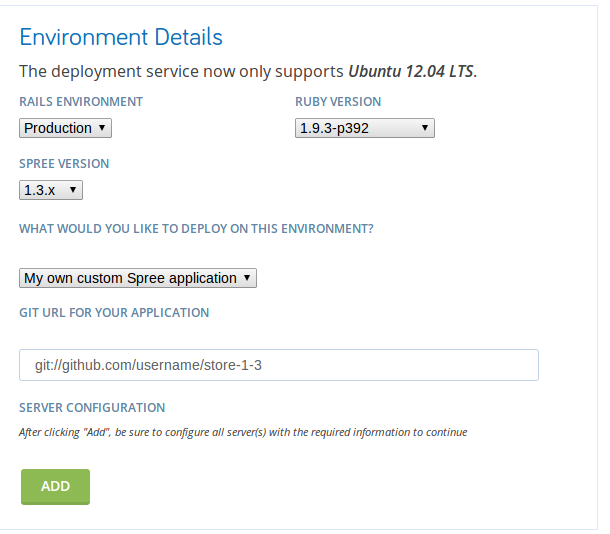 Environment Details
The deployment service now only supports Ubuntu 12.04 LTS.
RAILS ENVIRONMENT RUBY VERSION
Production 1.9.3-p392
SPREE VERSION
1.3.x
WHAT WOULD YOU LIKE TO DEPLOY ON THIS ENVIRONMENT?
My own custom Spree application
GIT URL FOR YOUR APPLICATION
git://github.com/username/store-1-3
SERVER CONFIGURATION
After clicking "Add", be sure to configure all server(s) with the required information to continue
ADD